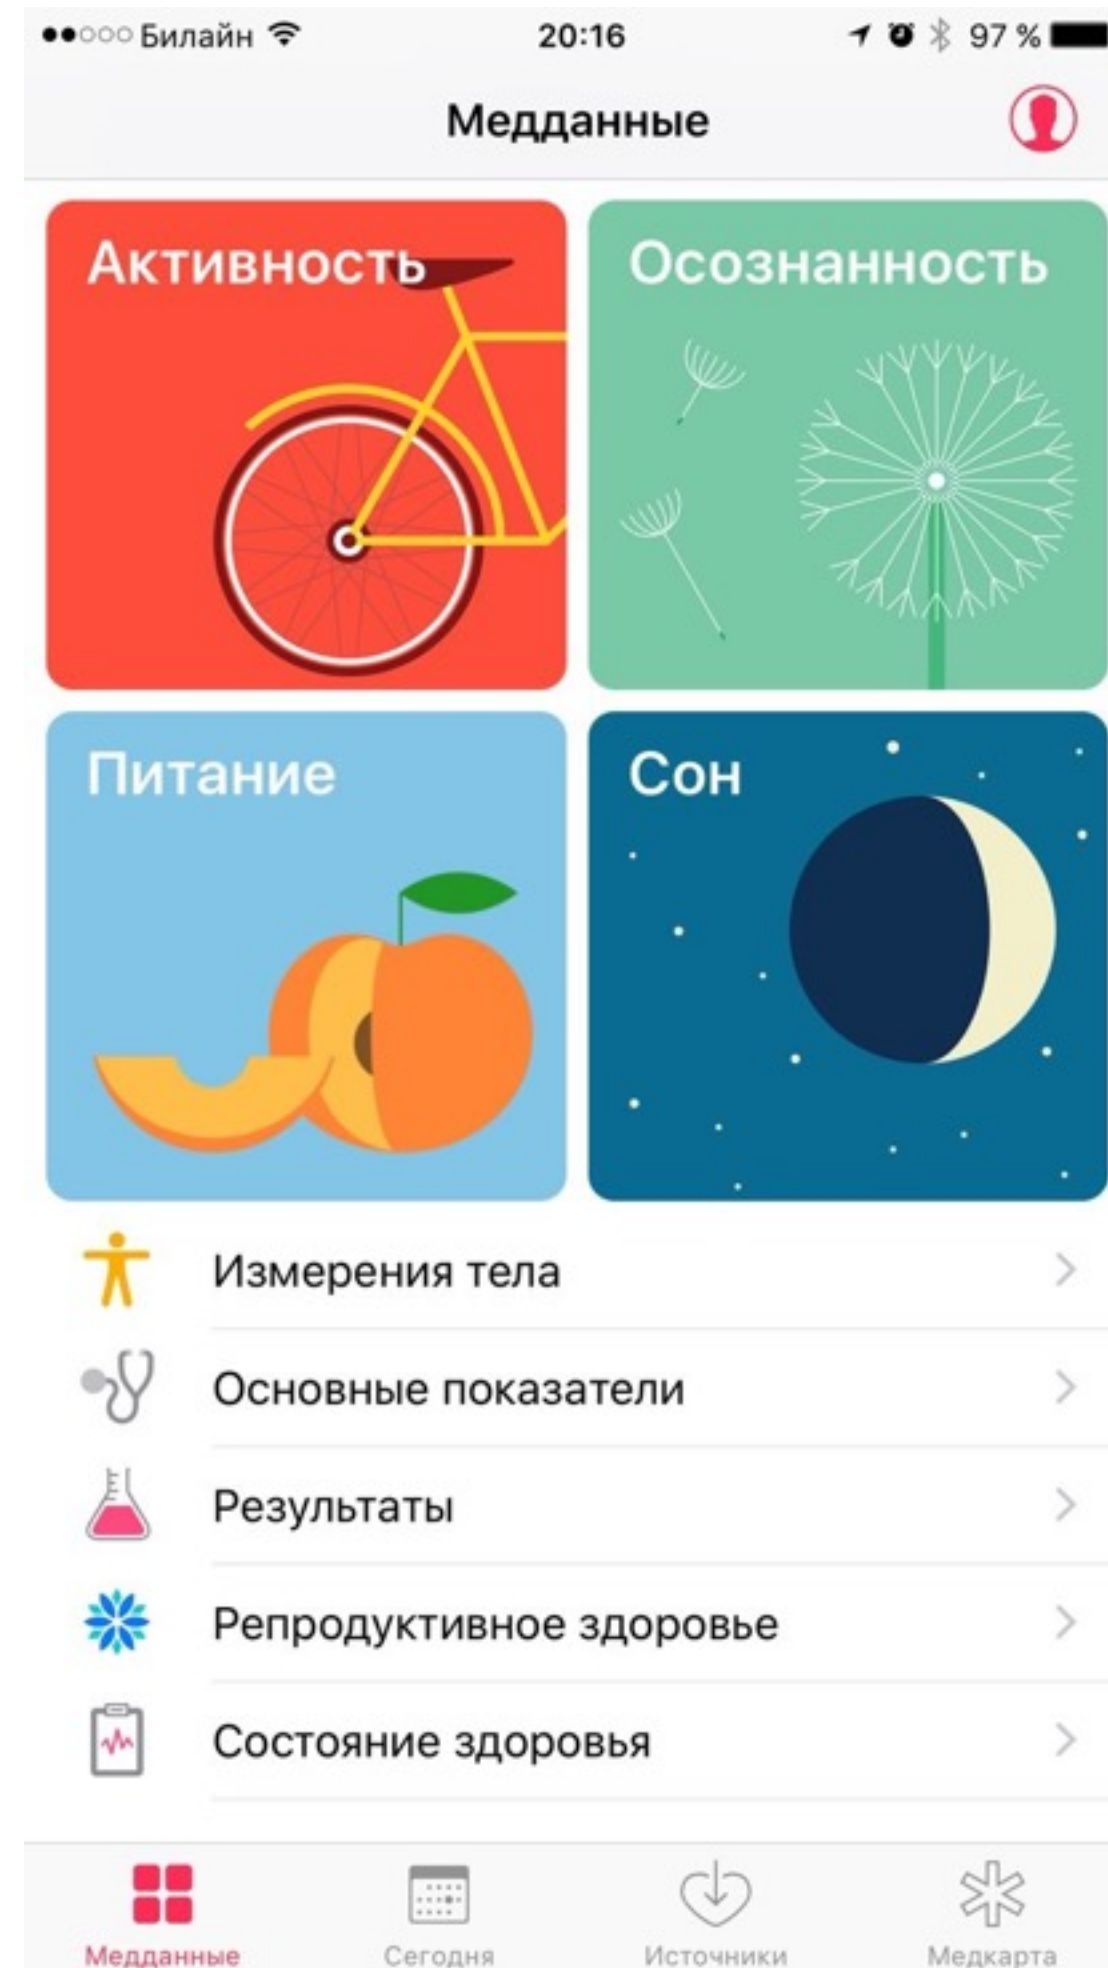 Билайн 20:16 97 %
Медданные
Активность Осознанность
Питание Сон
Измерения тела
Основные показатели
Результаты
Репродуктивное здоровье
Состояние здоровья
Медданные Сегодня Источники Медкарта